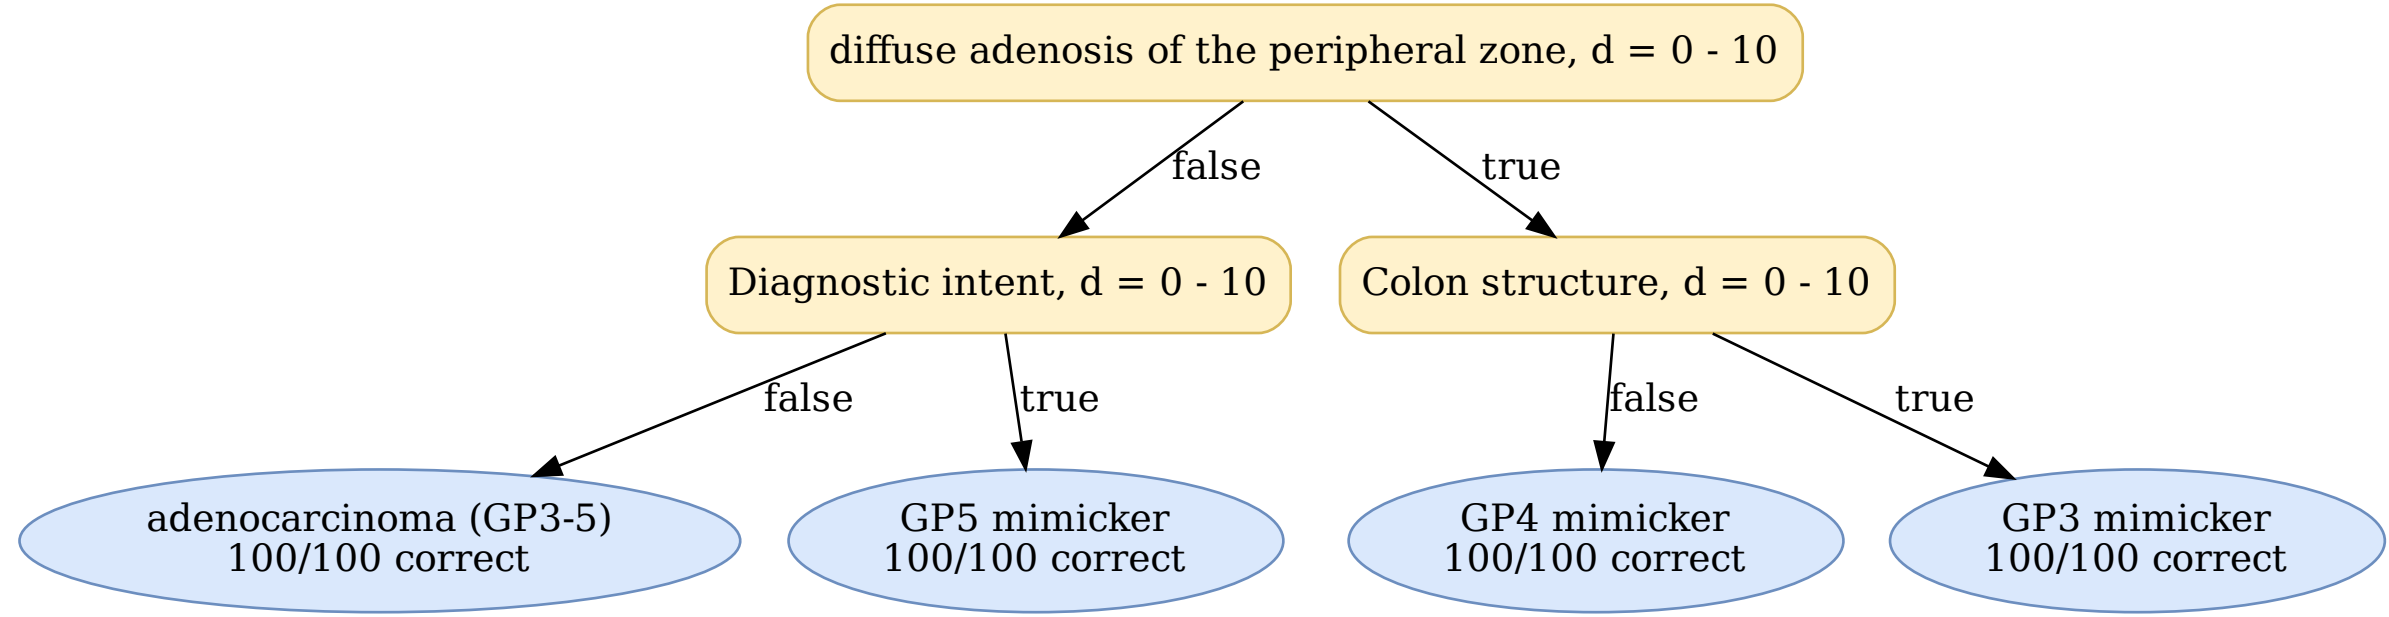 diffuse adenosis of the peripheral zone, d = 0 - 10
false
true
Diagnostic intent, d = 0 - 10
Colon structure, d = 0 - 10
false
true
false
true
adenocarcinoma (GP3-5)
100/100 correct
GP5 mimicker
100/100 correct
GP4 mimicker
100/100 correct
GP3 mimicker
100/100 correct